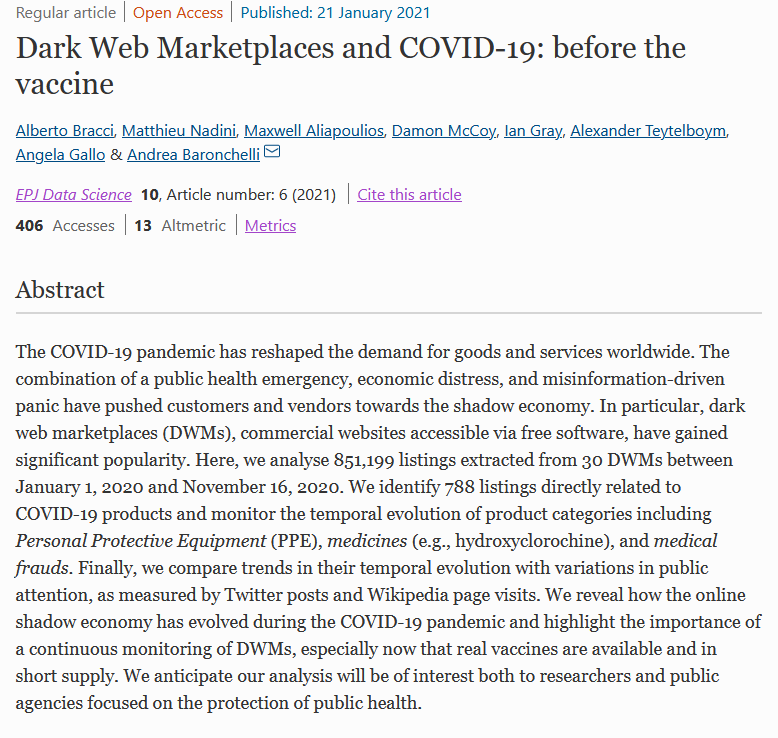 Regular article | Open Access | Published: 21 January 2021
Dark Web Marketplaces and COVID-19: before the
vaccine
Alberto Bracci, Matthieu Nadini, Maxwell Aliapoulios, Damon McCoy, Ian Gray, Alexander Teytelboym,
Angela Gallo & Andrea Baronchelli
EPJ Data Science 10, Article number: 6 (2021) | Cite this article
406 Accesses | 13 Altmetric | Metrics
Abstract
The COVID-19 pandemic has reshaped the demand for goods and services worldwide. The
combination of a public health emergency, economic distress, and misinformation-driven
panic have pushed customers and vendors towards the shadow economy. In particular, dark
web marketplaces (DWMs), commercial websites accessible via free software, have gained
significant popularity. Here, we analyse 851,199 listings extracted from 30 DWMs between
January 1, 2020 and November 16, 2020. We identify 788 listings directly related to
COVID-19 products and monitor the temporal evolution of product categories including
Personal Protective Equipment (PPE), medicines (e.g., hydroxyclorochine), and medical
frauds. Finally, we compare trends in their temporal evolution with variations in public
attention, as measured by Twitter posts and Wikipedia page visits. We reveal how the online
shadow economy has evolved during the COVID-19 pandemic and highlight the importance of
a continuous monitoring of DWMs, especially now that real vaccines are available and in
short supply. We anticipate our analysis will be of interest both to researchers and public
agencies focused on the protection of public health.